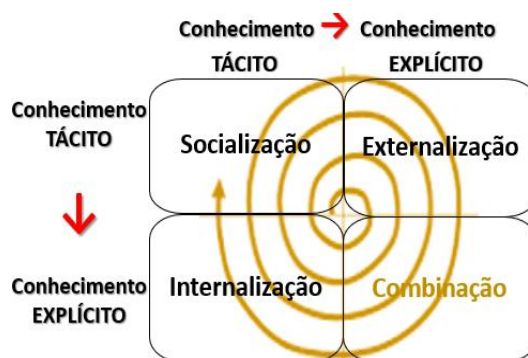 Conhecimento → Conhecimento
TÁCITO EXPLÍCITO
Conhecimento
TÁCITO
Socialização Externalização
Conhecimento
EXPLÍCITO
Internalização Combinação